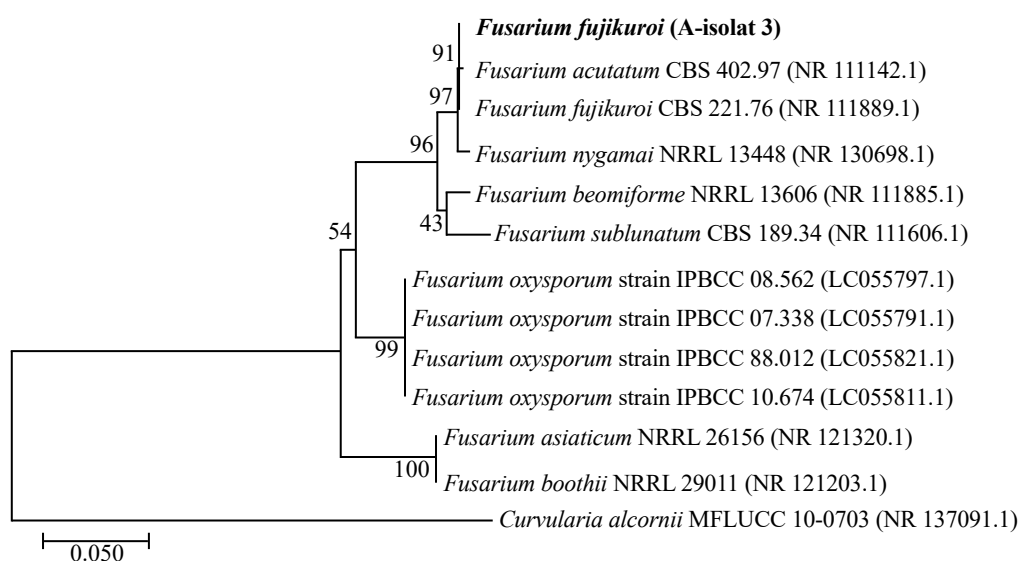 Fusarium fujikuroi (A-isolat 3)
91
Fusarium acutatum CBS 402.97 (NR 111142.1)
97
Fusarium fujikuroi CBS 221.76 (NR 111889.1)
96
Fusarium nygamai NRRL 13448 (NR 130698.1)
Fusarium beomiforme NRRL 13606 (NR 111885.1)
43
54
Fusarium sublunatum CBS 189.34 (NR 111606.1)
Fusarium oxysporum strain IPBCC 08.562 (LC055797.1)
Fusarium oxysporum strain IPBCC 07.338 (LC055791.1)
99
Fusarium oxysporum strain IPBCC 88.012 (LC055821.1)
Fusarium oxysporum strain IPBCC 10.674 (LC055811.1)
Fusarium asiaticum NRRL 26156 (NR 121320.1)
100
Fusarium boothii NRRL 29011 (NR 121203.1)
Curvularia alcornii MFLUCC 10-0703 (NR 137091.1)
0.050